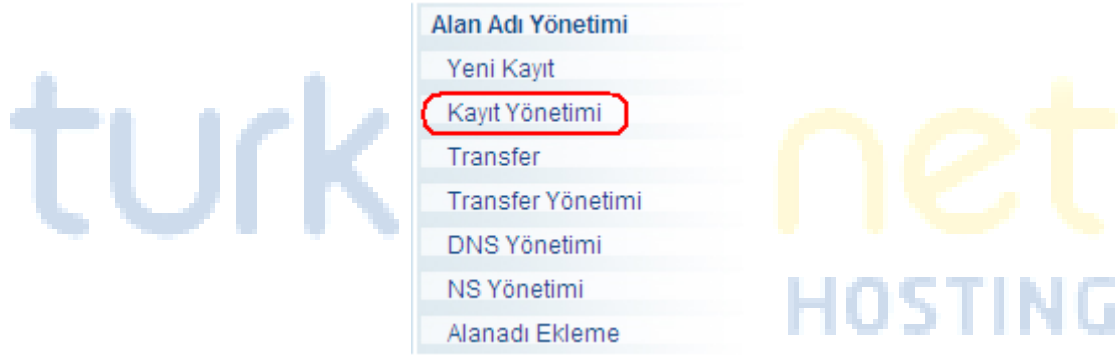 Alan Adı Yönetimi
Yeni Kayıt
Kayıt Yönetimi
Transfer
Transfer Yönetimi
DNS Yönetimi
NS Yönetimi
Alanadı Ekleme
turk net
HOSTING